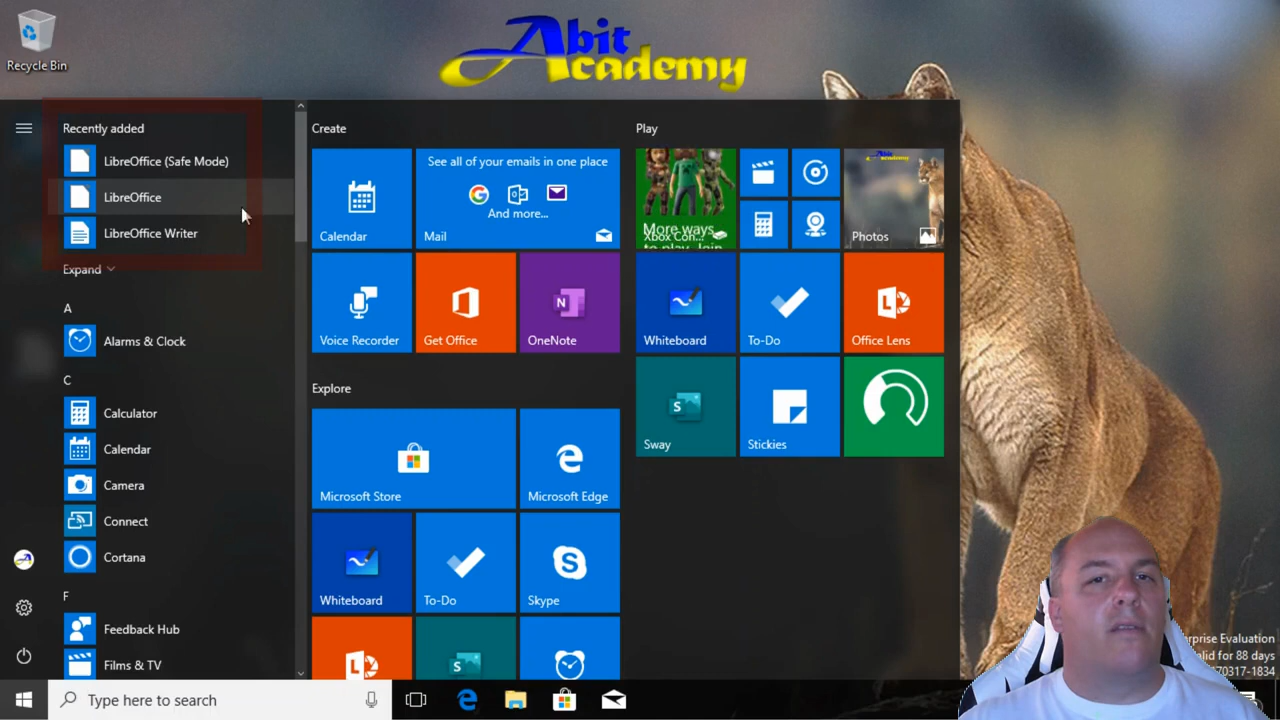 Recycle Bin
Abit
Academy
Recently added
LibreOffice (Safe Mode)
LibreOffice
LibreOffice Writer
Expand
A
Alarms & Clock
C
Calculator
Calendar
Camera
Connect
Cortana
F
Feedback Hub
Films & TV
Create
Calendar
See all of your emails in one place
And more...
Mail
Voice Recorder
Get Office
OneNote
N
Explore
Microsoft Store
Microsoft Edge
Whiteboard
To-Do
Skype
S
Play
More ways
to play. Join
Xbox Con...
Photos
Whiteboard
To-Do
Office Lens
Sway
S
Stickies
erprise Evaluation
alid for 88 days
170317-1834
Type here to search